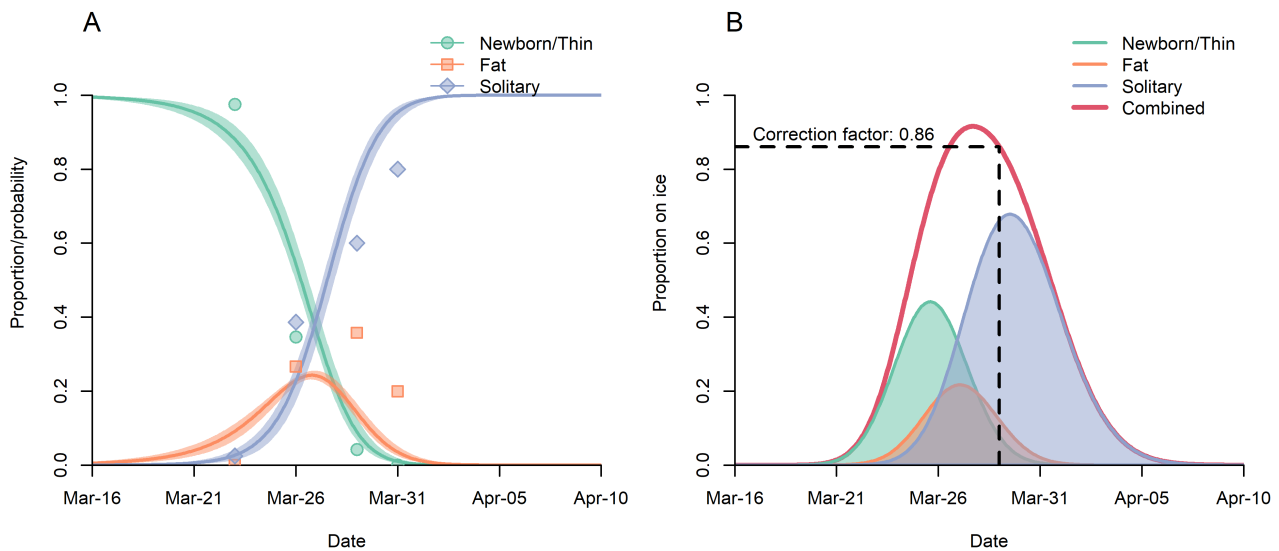 A
Newborn/Thin
Fat
Solitary
Proportion/probability
1.0
0.8
0.6
0.4
0.2
0.0
Mar-16 Mar-21 Mar-26 Mar-31 Apr-05 Apr-10
Date
B
Newborn/Thin
Fat
Solitary
Combined
Correction factor: 0.86
Proportion on ice
1.0
0.8
0.6
0.4
0.2
0.0
Mar-16 Mar-21 Mar-26 Mar-31 Apr-05 Apr-10
Date